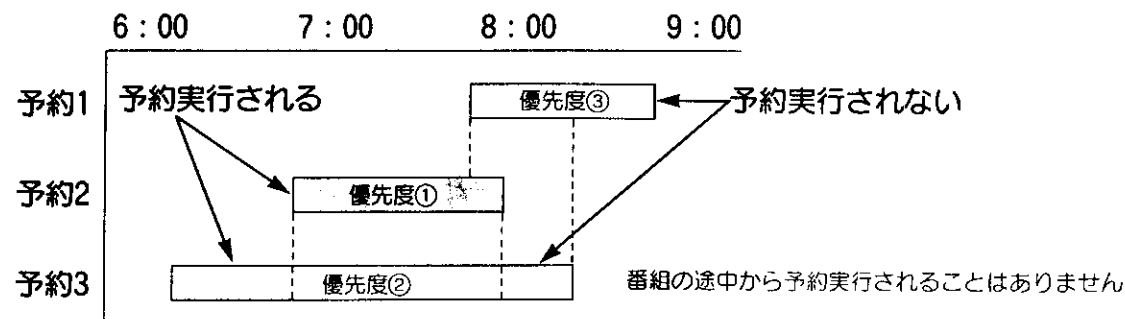 6：00 7：00 8：00 9：00
予約1 予約実行される 優先度③ 予約実行されない
予約2 優先度①
予約3 優先度② 番組の途中から予約実行されることはありません